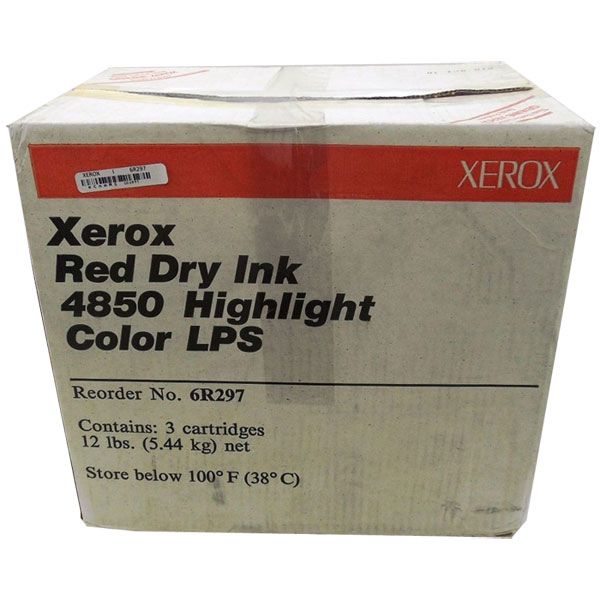 XEROX 1 6R297
XEROX
Xerox
Red Dry Ink
4850 Highlight
Color LPS
Reorder No. 6R297
Contains: 3 cartridges
12 lbs. (5.44 kg) net
Store below 100° F (38° C)